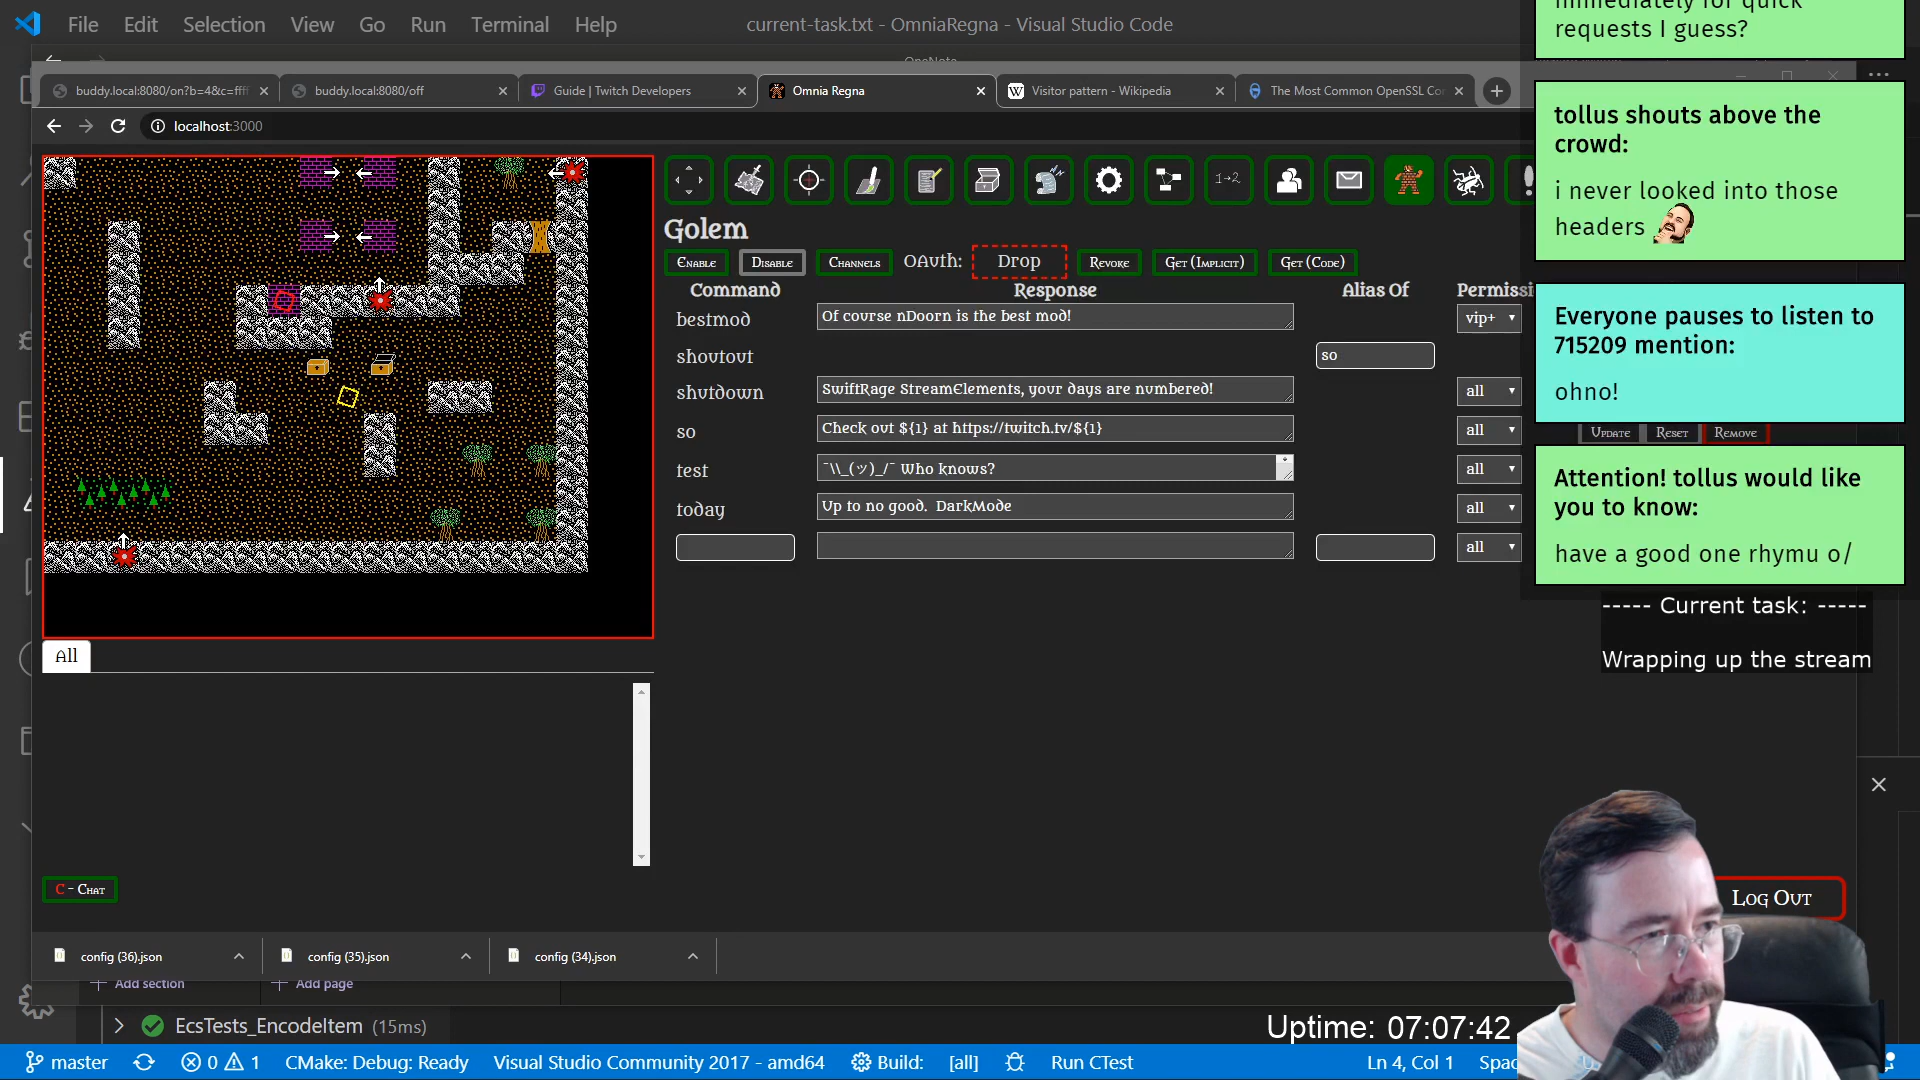 File Edit Selection View Go Run Terminal Help
current-task.txt - OmniaRegna - Visual Studio Code
requests I guess?
buddy.local:8080/on?b=4&c=ffff
buddy.local:8080/off
Guide | Twitch Developers
Omnia Regna
Visitor pattern - Wikipedia
The Most Common OpenSSL Co
localhost:3000
tollus shouts above the
crowd:
i never looked into those
headers
1→2
Golem
Enable Disable Channels OAuth: Drop Revoke Get (Implicit) Get (Code)
Command Response Alias Of Permissi
bestmod Of course nDoorn is the best mod! vip+
shoutout so
shutdown SwiftRage StreamElements, your days are numbered! all
so Check out ${1} at https://twitch.tv/${1} all
test ¯\\_(ツ)_/¯ Who knows? all
today Up to no good. DarkMode all
all
Everyone pauses to listen to
715209 mention:
ohno!
Update Reset Remove
Attention! tollus would like
you to know:
have a good one rhymu o/
----- Current task: -----
Wrapping up the stream
All
C - Chat
Log Out
config (36).json
config (35).json
config (34).json
Add section
Add page
EcsTests_EncodeItem (15ms)
Uptime: 07:07:42
master 0 1 CMake: Debug: Ready Visual Studio Community 2017 - amd64 Build: [all] Run CTest Ln 4, Col 1 Spac